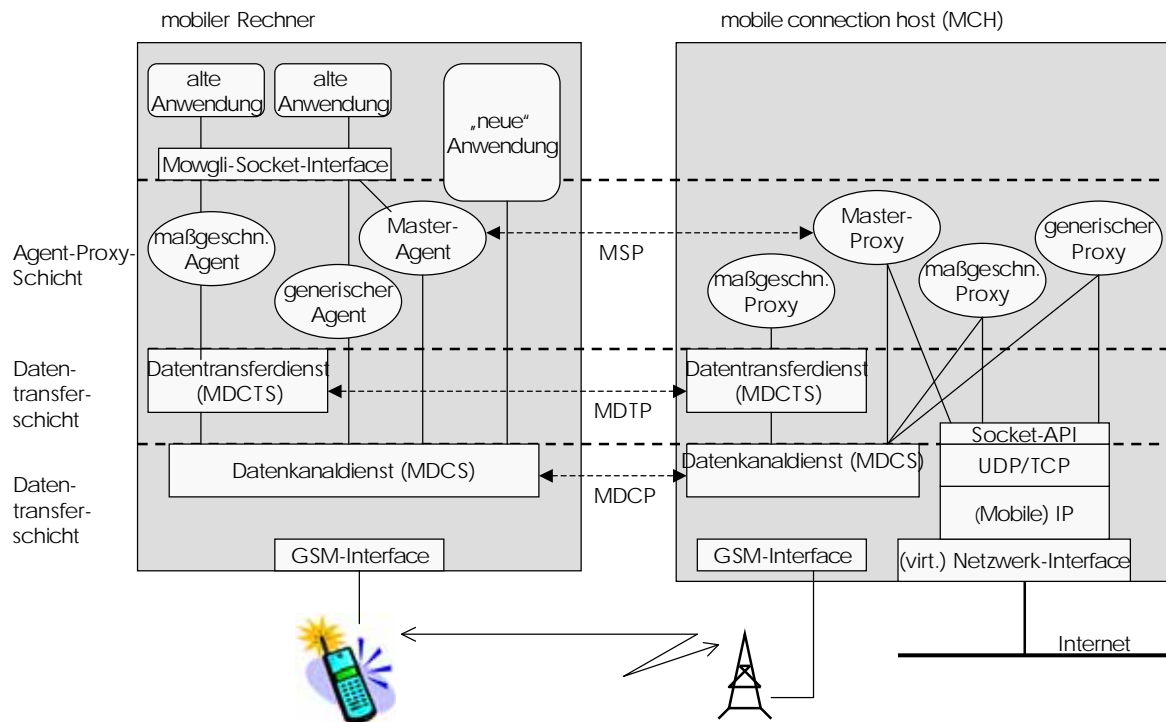 mobiler Rechner
mobile connection host (MCH)
alte
Anwendung
alte
Anwendung
„neue“
Anwendung
Mowgli-Socket-Interface
Agent-Proxy-
Schicht
maßgeschn.
Agent
Master-
Agent
generischer
Agent
MSP
Master-
Proxy
generischer
Proxy
maßgeschn.
Proxy
maßgeschn.
Proxy
Daten-
transfer-
schicht
Datentransferdienst
(MDCTS)
MDTP
Datentransferdienst
(MDCTS)
Daten-
transfer-
schicht
Datenkanaldienst (MDCS)
MDCP
Datenkanaldienst (MDCS)
Socket-API
UDP/TCP
(Mobile) IP
(virt.) Netzwerk-Interface
GSM-Interface
GSM-Interface
Internet